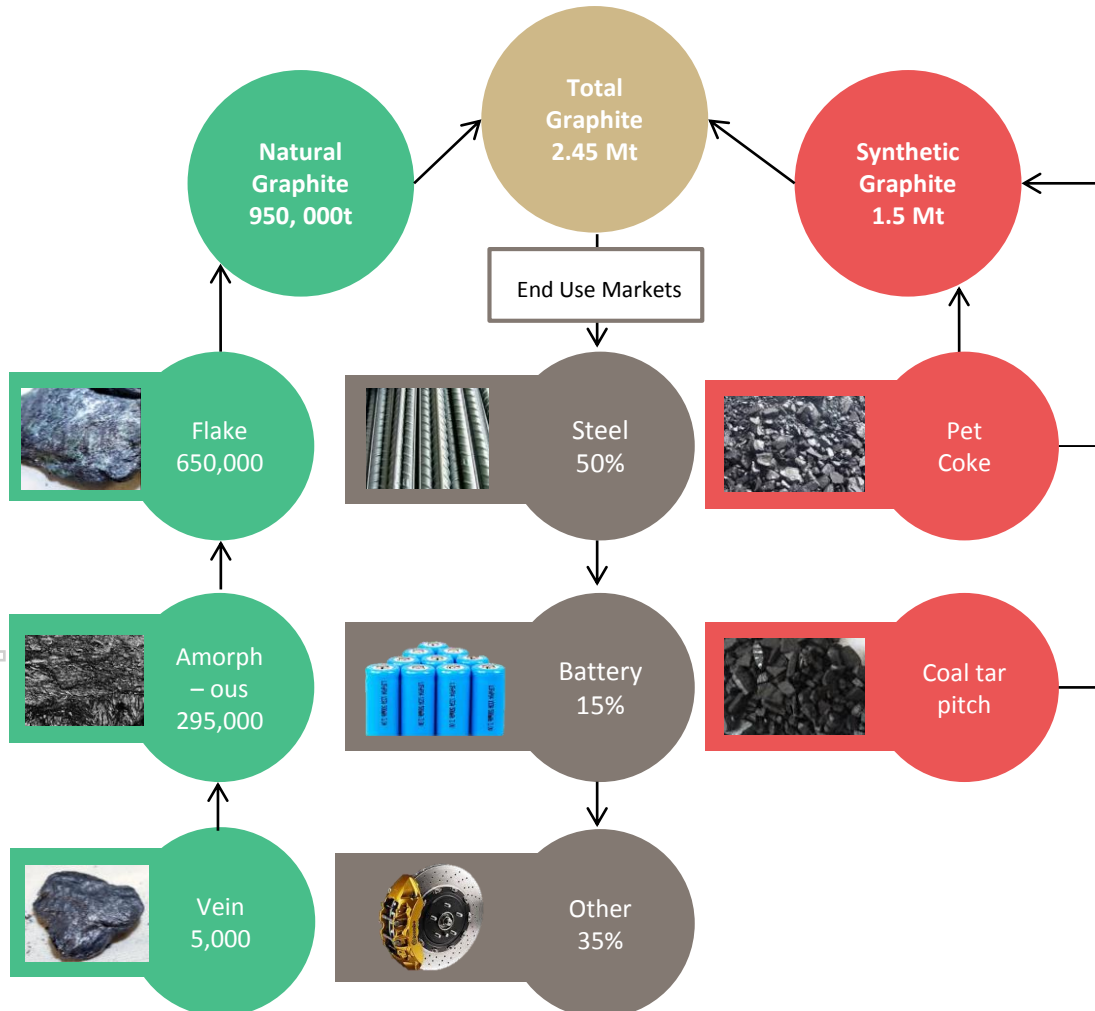 Total
Graphite
2.45 Mt
Natural
Graphite
950, 000t
Synthetic
Graphite
1.5 Mt
End Use Markets
Flake
650,000
Steel
50%
Pet
Coke
Amorph
– ous
295,000
Battery
15%
Coal tar
pitch
Vein
5,000
Other
35%